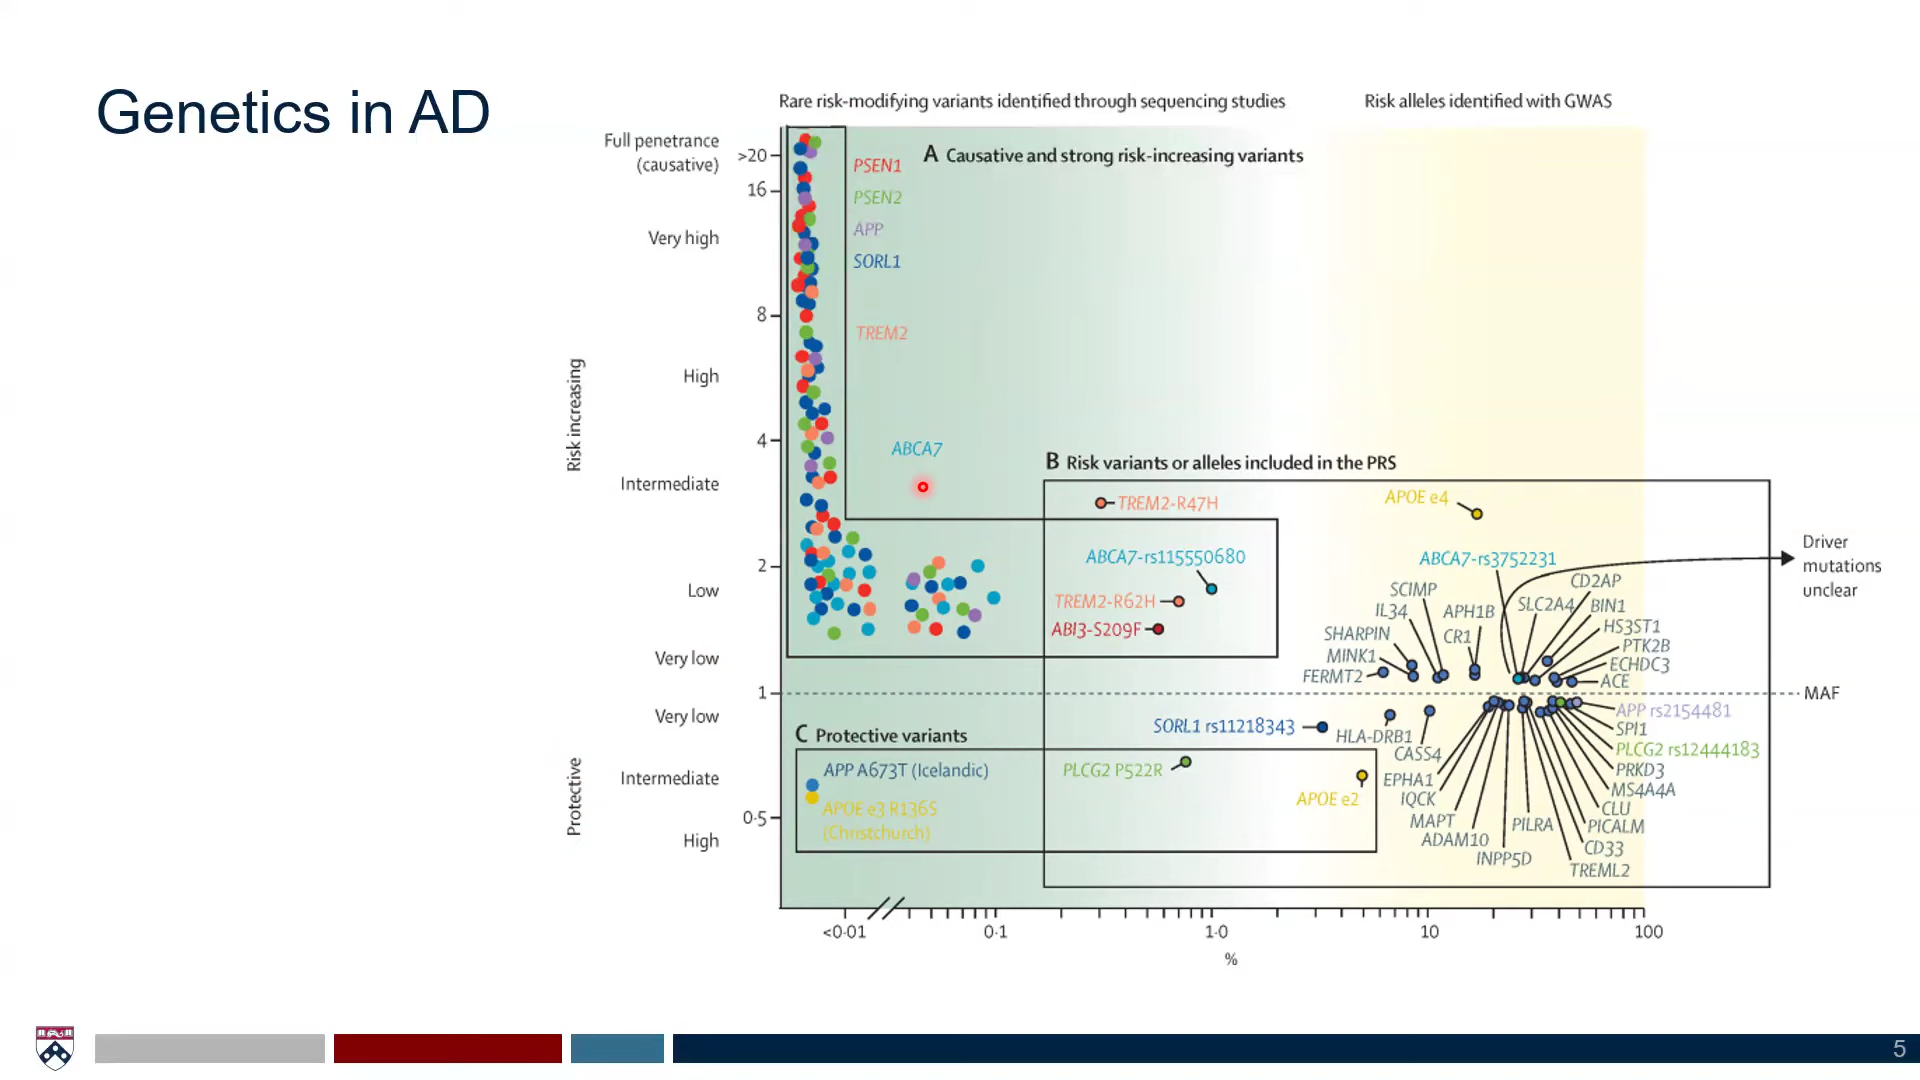 Genetics in AD
Rare risk-modifying variants identified through sequencing studies
Risk alleles identified with GWAS
Full penetrance
(causative)
Very high
High
Intermediate
Low
Very low
Very low
Intermediate
High
Risk increasing
Protective
>20
16
8
4
2
1
0·5
A Causative and strong risk-increasing variants
PSEN1
PSEN2
APP
SORL1
TREM2
ABCA7
B Risk variants or alleles included in the PRS
TREM2-R47H
APOE e4
ABCA7-rs115550680
TREM2-R62H
ABI3-S209F
ABCA7-rs3752231
SCIMP
IL34
SHARPIN
MINK1
FERMT2
APH1B
CR1
SLC2A4
CD2AP
BIN1
HS3ST1
PTK2B
ECHDC3
ACE
Driver
mutations
unclear
MAF
SORL1 rs11218343
HLA-DRB1
CASS4
EPHA1
IQCK
MAPT
ADAM10
INPP5D
PILRA
APP rs2154481
SPI1
PLCG2 rs12444183
PRKD3
MS4A4A
CLU
PICALM
CD33
TREML2
C Protective variants
APP A673T (Icelandic)
APOE e3 R136S
(Christchurch)
PLCG2 P522R
APOE e2
<0·01
0·1
1·0
10
100
%
5